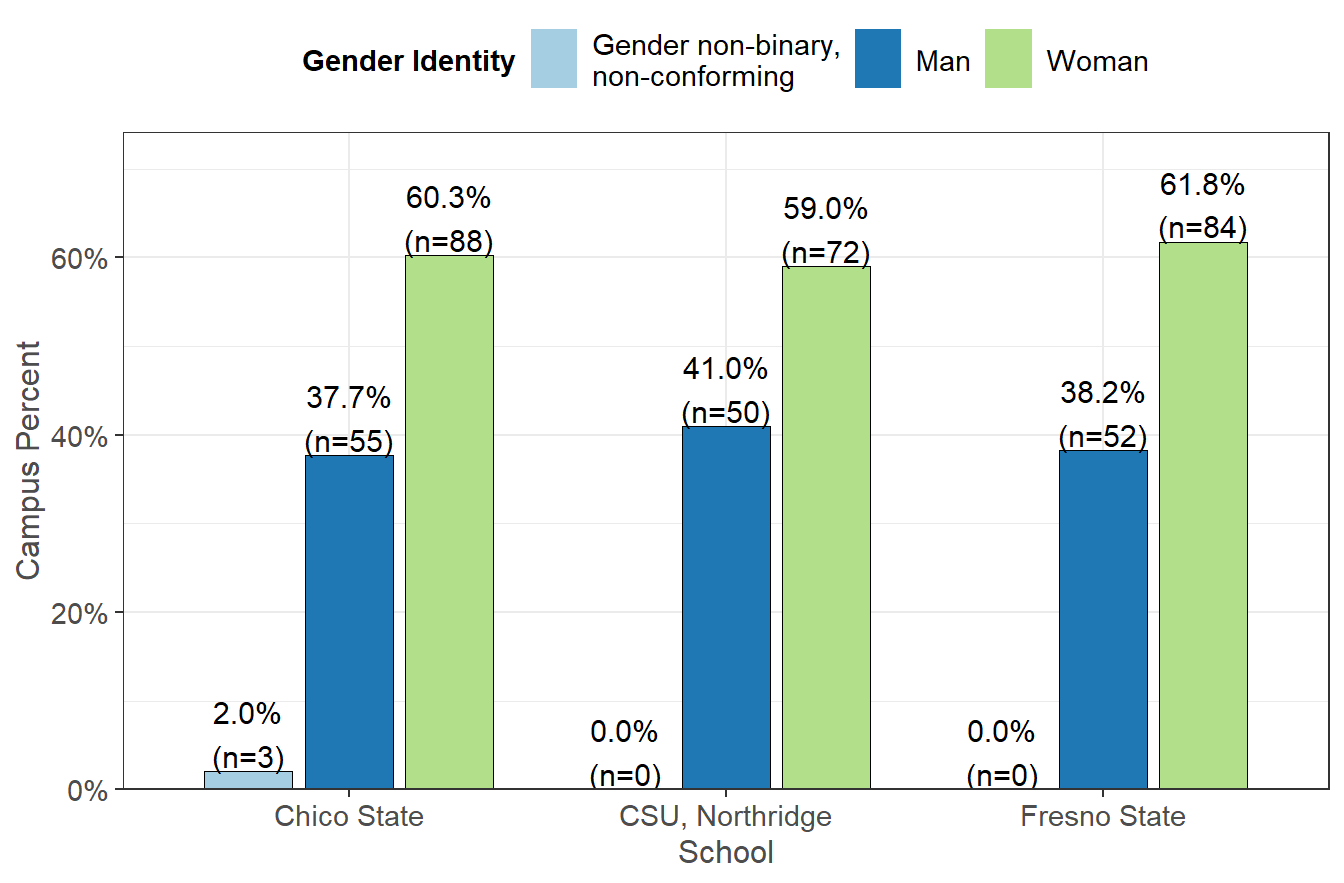 Gender Identity
Gender non-binary,
non-conforming
Man
Woman
Campus Percent
60%
40%
20%
0%
2.0%
(n=3)
37.7%
(n=55)
60.3%
(n=88)
0.0%
(n=0)
41.0%
(n=50)
59.0%
(n=72)
0.0%
(n=0)
38.2%
(n=52)
61.8%
(n=84)
Chico State
CSU, Northridge
Fresno State
School